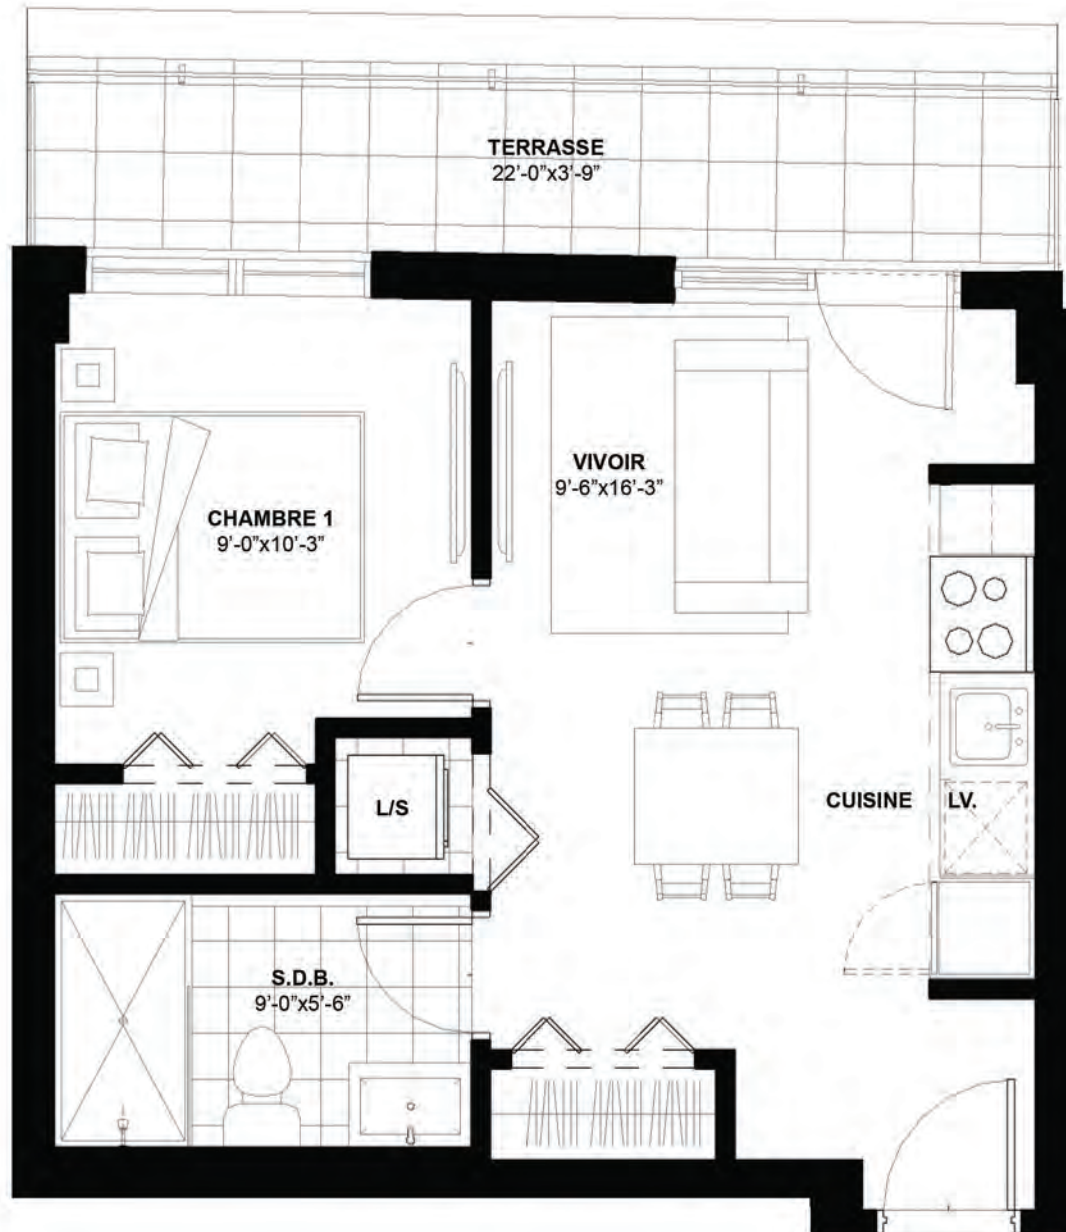 TERRASSE
22'-0"x3'-9"
VIVOIR
9'-6"x16'-3"
CHAMBRE 1
9'-0"x10'-3"
L/S
CUISINE LV.
S.D.B.
9'-0"x5'-6"